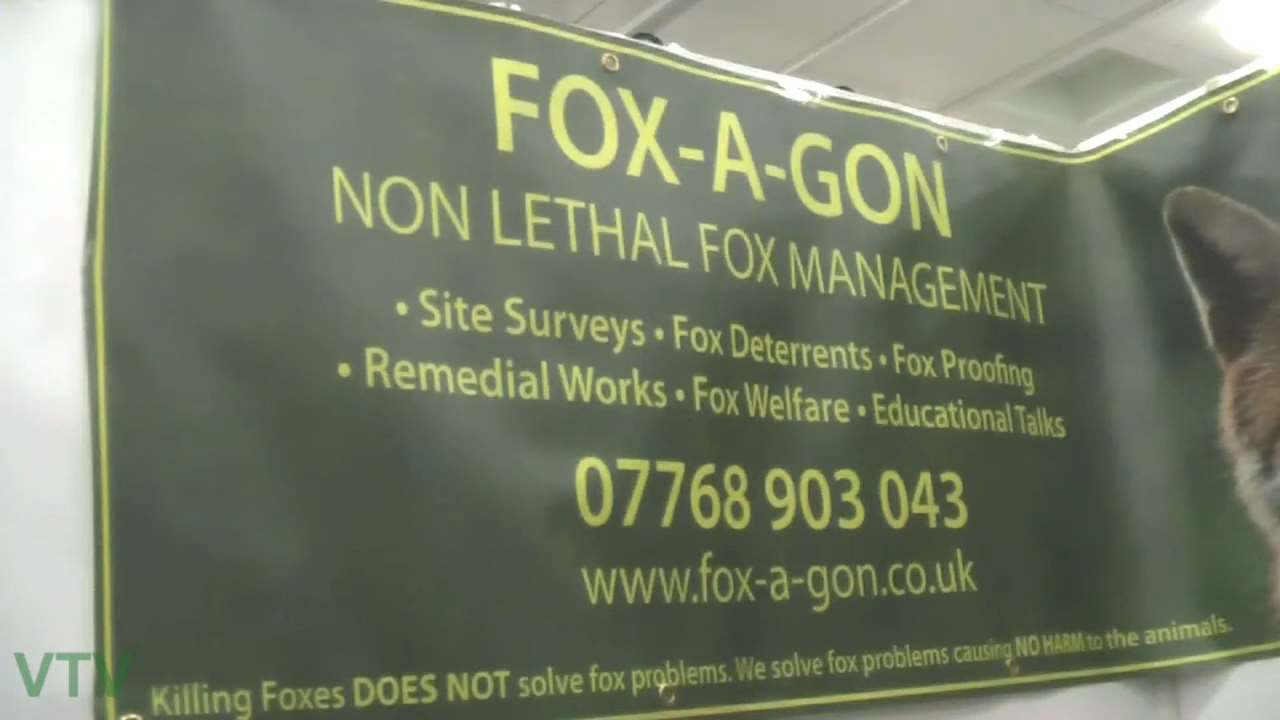 FOX-A-GON
NON LETHAL FOX MANAGEMENT
• Site Surveys • Fox Deterrents • Fox Proofing
• Remedial Works • Fox Welfare • Educational Talks
07768 903 043
www.fox-a-gon.co.uk
Killing Foxes DOES NOT solve fox problems. We solve fox problems causing NO HARM to the animals.
VTV